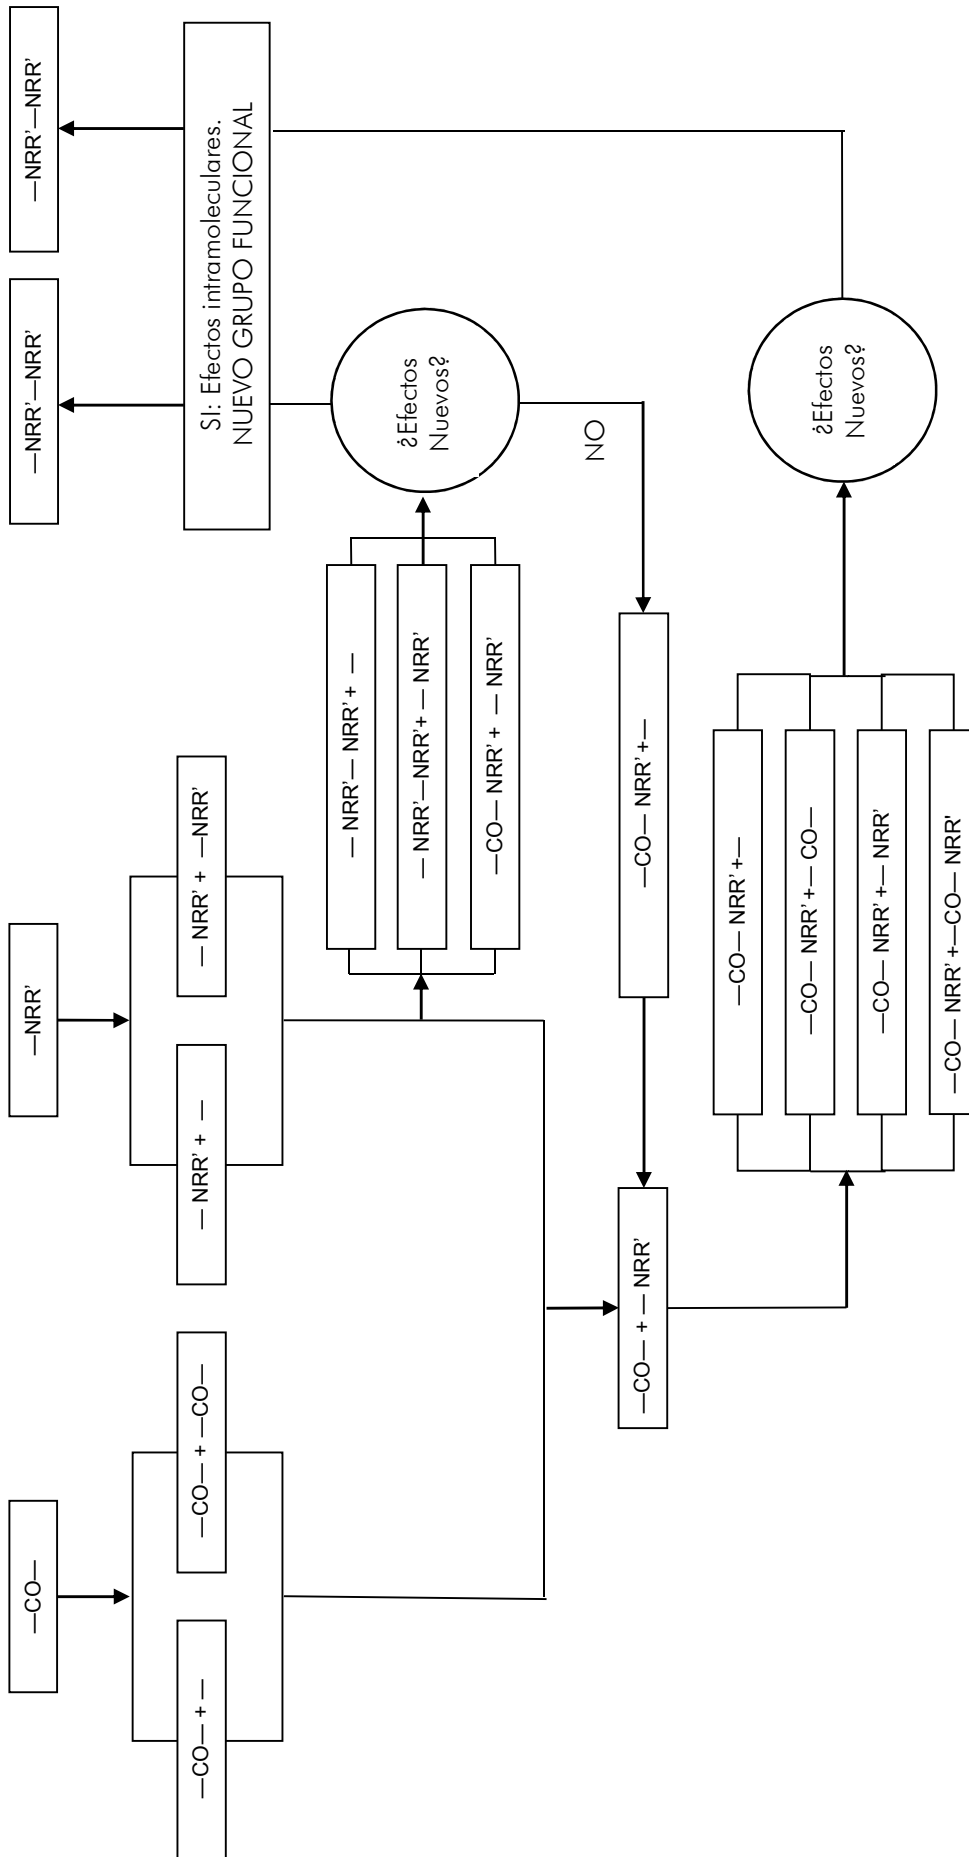 —CO—
—NRR’
—NRR’—NRR’
—NRR’—NRR’
—CO— + —
—CO— + —CO—
— NRR’ + —
— NRR’ + —NRR’
SI: Efectos intramoleculares.
NUEVO GRUPO FUNCIONAL
— NRR’— NRR’ + —
— NRR’—NRR’+ — NRR’
—CO— NRR’ + — NRR’
¿Efectos
Nuevos?
NO
—CO— + — NRR’
—CO— NRR’ +—
—CO— NRR’ +—
—CO— NRR’ +— CO—
—CO— NRR’ +— NRR’
—CO— NRR’ +—CO— NRR'
¿Efectos
Nuevos?